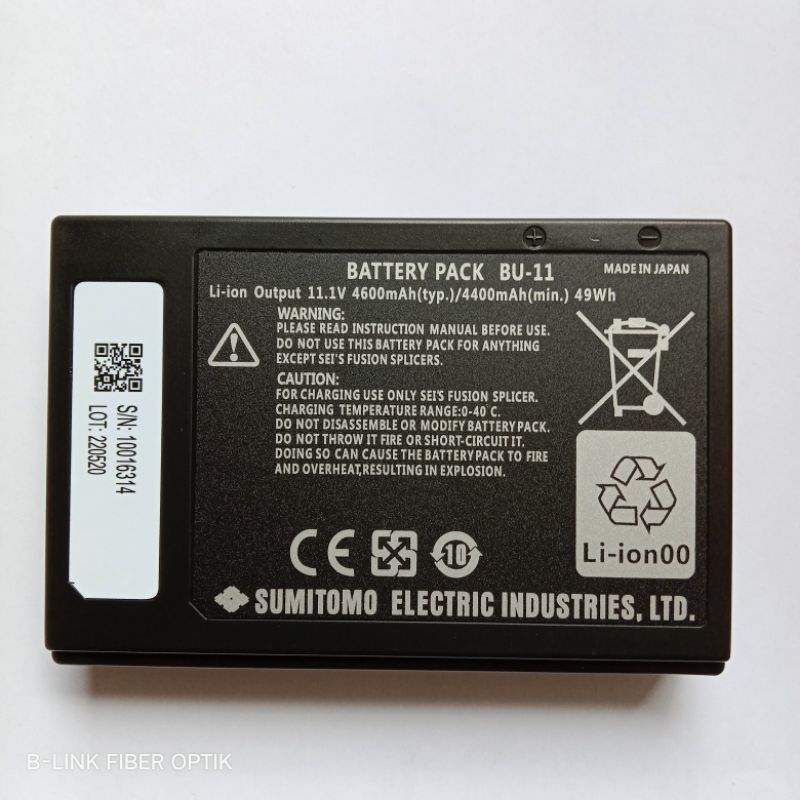 BATTERY PACK BU-11
MADE IN JAPAN
Li-ion Output 11.1V 4600mAh(typ.)/4400mAh(min.) 49Wh
WARNING:
PLEASE READ INSTRUCTION MANUAL BEFORE USE.
DO NOT USE THIS BATTERY PACK FOR ANYTHING
EXCEPT SEI'S FUSION SPLICERS.
CAUTION:
FOR CHARGING USE ONLY SEI'S FUSION SPLICER.
CHARGING TEMPERATURE RANGE:0-40℃
DO NOT DISASSEMBLE OR MODIFY BATTERY PACK.
DO NOT THROW IT FIRE OR SHORT-CIRCUIT IT.
DOING SO CAN CAUSE THE BATTERY PACK TO FIRE
AND OVERHEAT,RESULTING IN EXPLOSION.
S/N: 10016314
LOT: 220520
CE
10
Li-ion00
SUMITOMO ELECTRIC INDUSTRIES, LTD.
B-LINK FIBER OPTIK